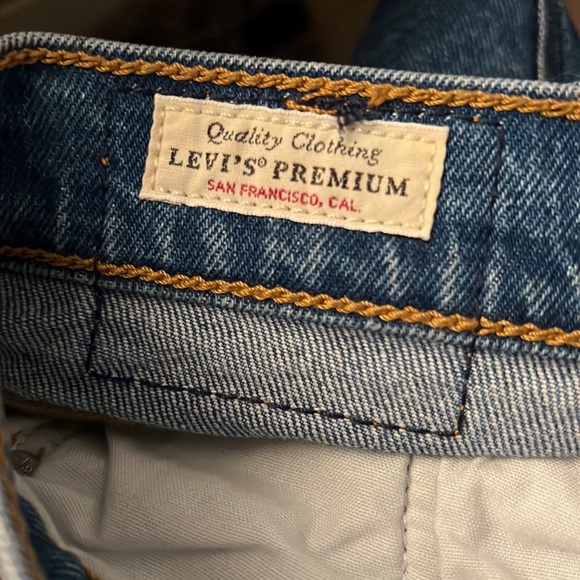 Quality Clothing
LEVI'S® PREMIUM
SAN FRANCISCO, CAL.